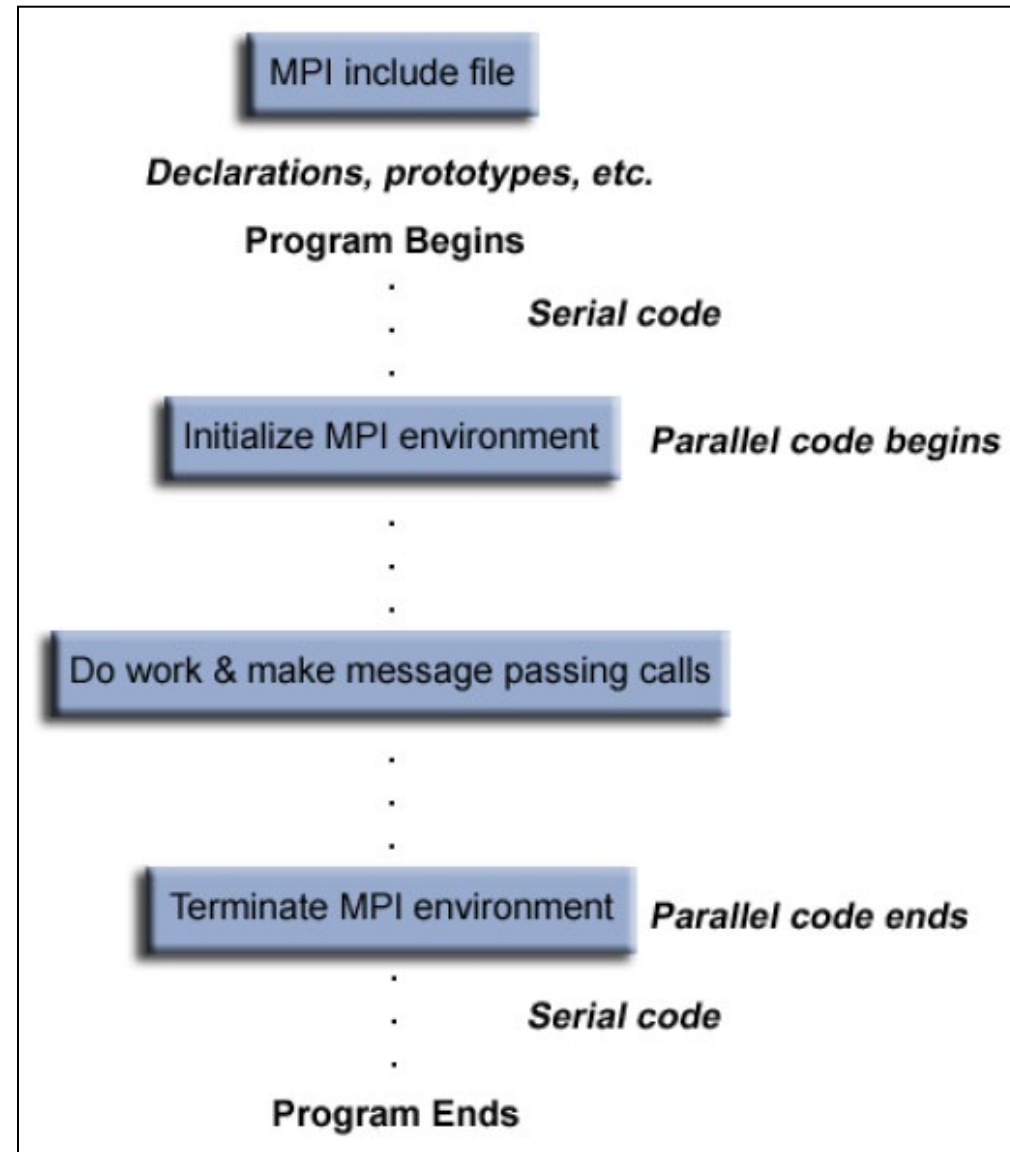 MPI include file
Declarations, prototypes, etc.
Program Begins
.
Serial code
.
.
Initialize MPI environment
Parallel code begins
.
.
.
Do work & make message passing calls
.
.
.
Terminate MPI environment
Parallel code ends
.
Serial code
.
.
Program Ends